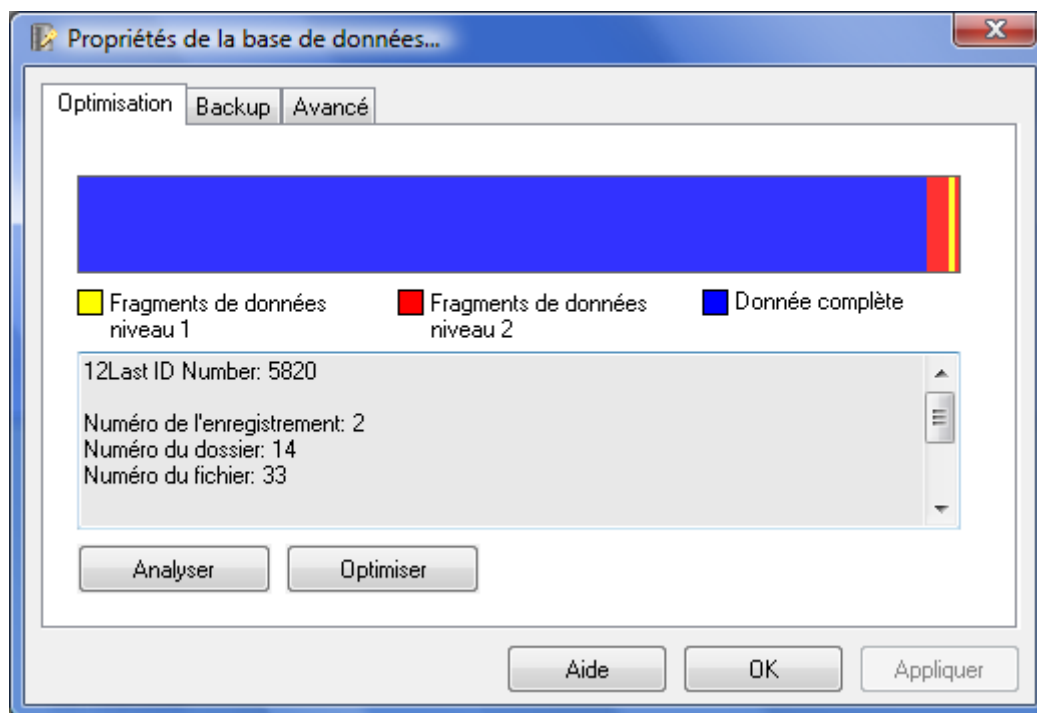 Propriétés de la base de données...
Optimisation
Backup
Avancé
Fragments de données
niveau 1
Fragments de données
niveau 2
Donnée complète
12Last ID Number: 5820
Numéro de l'enregistrement: 2
Numéro du dossier: 14
Numéro du fichier: 33
Analyser
Optimiser
Aide
OK
Appliquer